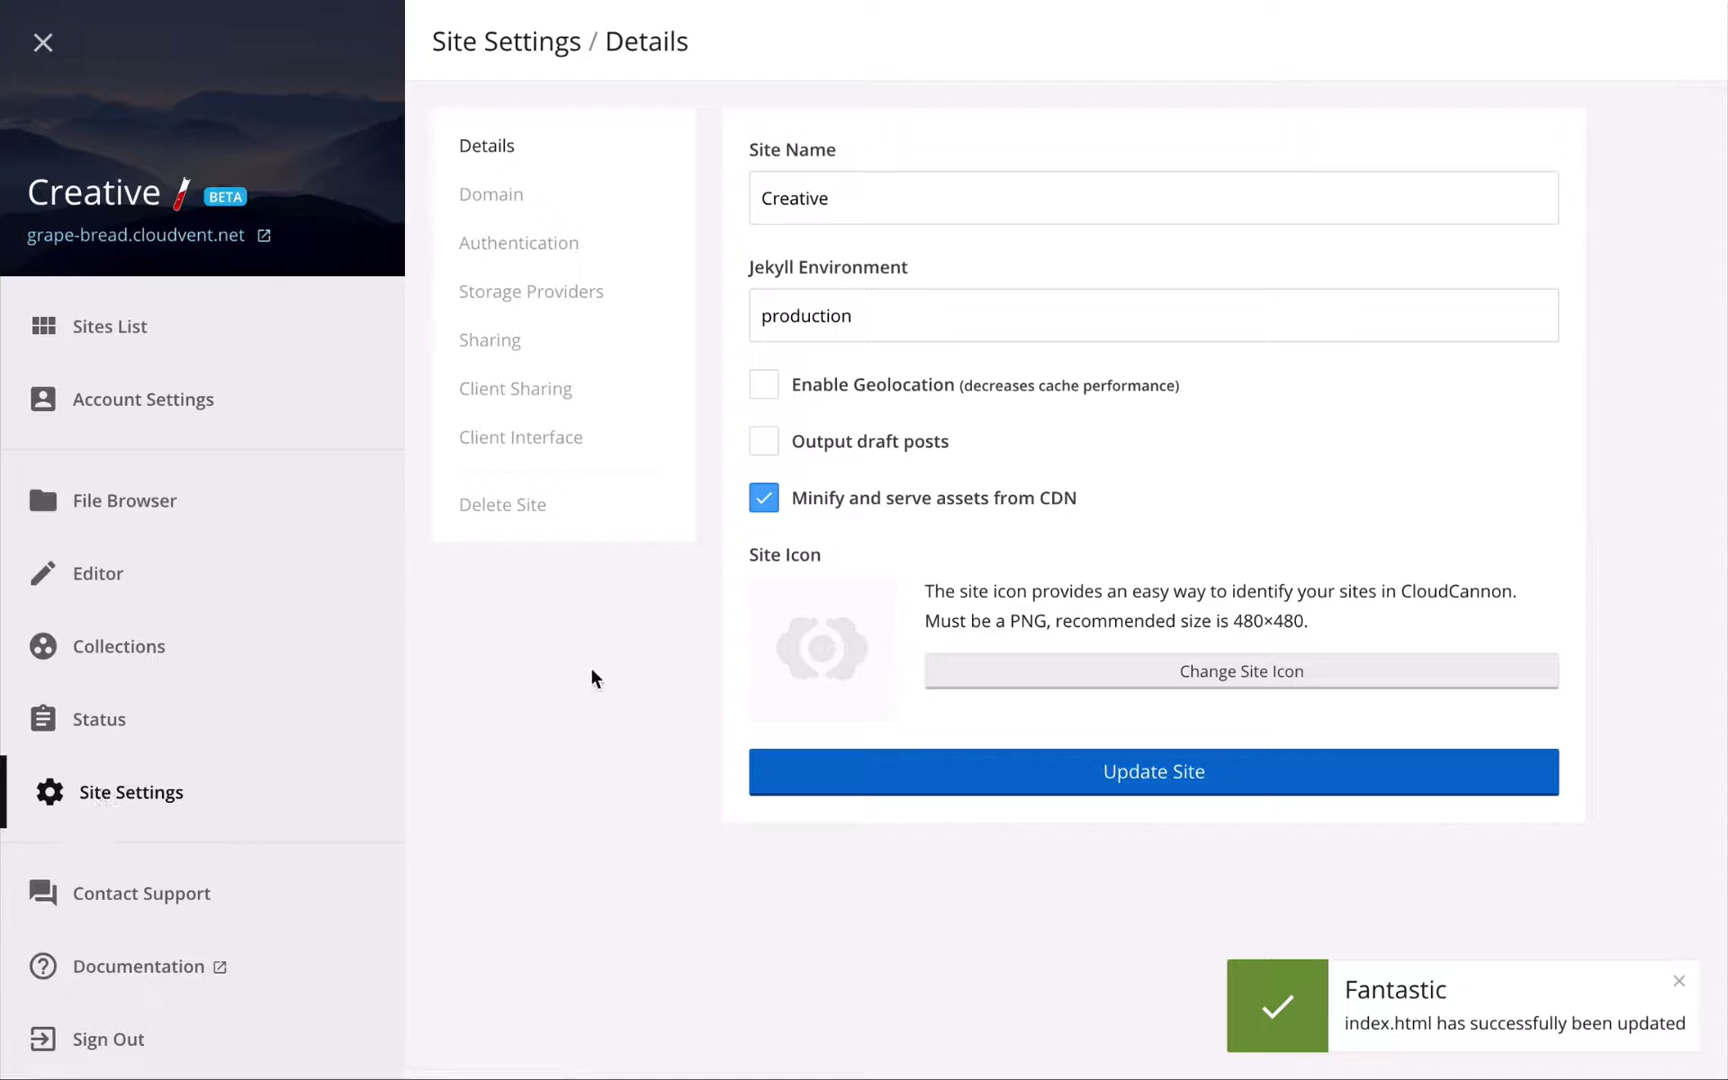 Creative BETA
grape-bread.cloudvent.net
Sites List
Account Settings
File Browser
Editor
Collections
Status
Site Settings
Contact Support
Documentation
Sign Out
Site Settings / Details
Details
Domain
Authentication
Storage Providers
Sharing
Client Sharing
Client Interface
Delete Site
Site Name
Creative
Jekyll Environment
production
Enable Geolocation (decreases cache performance)
Output draft posts
Minify and serve assets from CDN
Site Icon
The site icon provides an easy way to identify your sites in CloudCannon.
Must be a PNG, recommended size is 480×480.
Change Site Icon
Update Site
Fantastic
index.html has successfully been updated